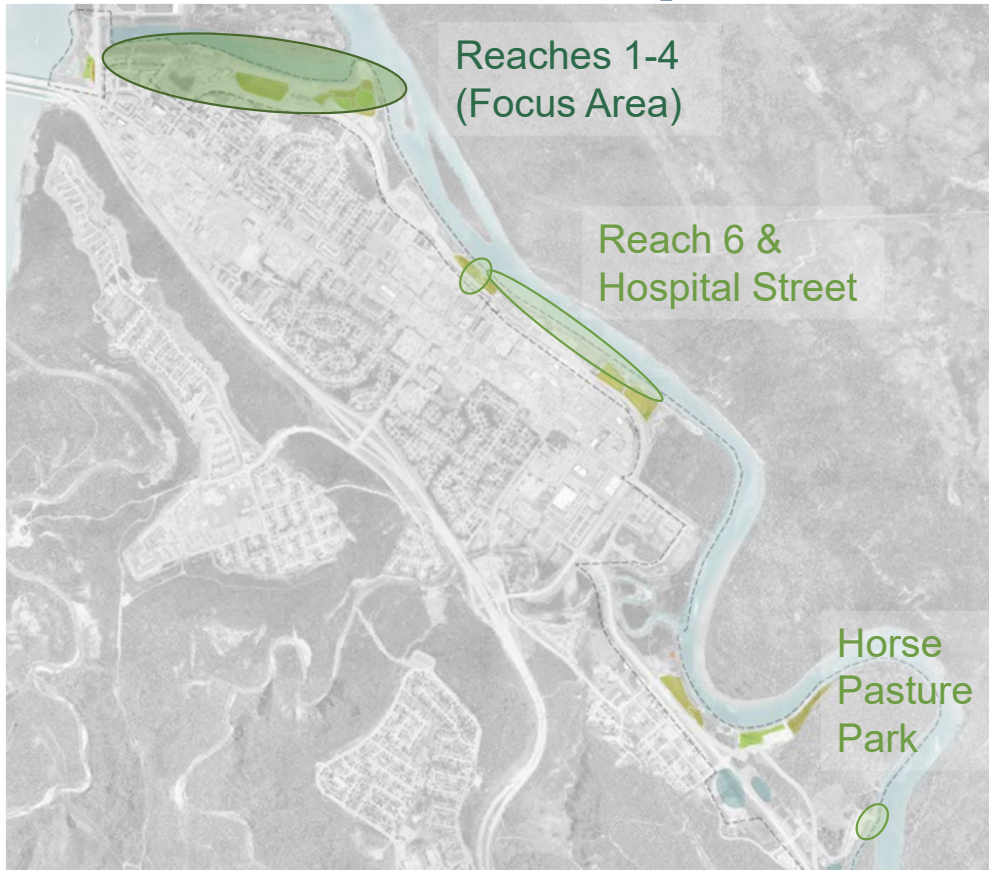 Reaches 1-4
(Focus Area)
Reach 6 &
Hospital Street
Horse
Pasture
Park